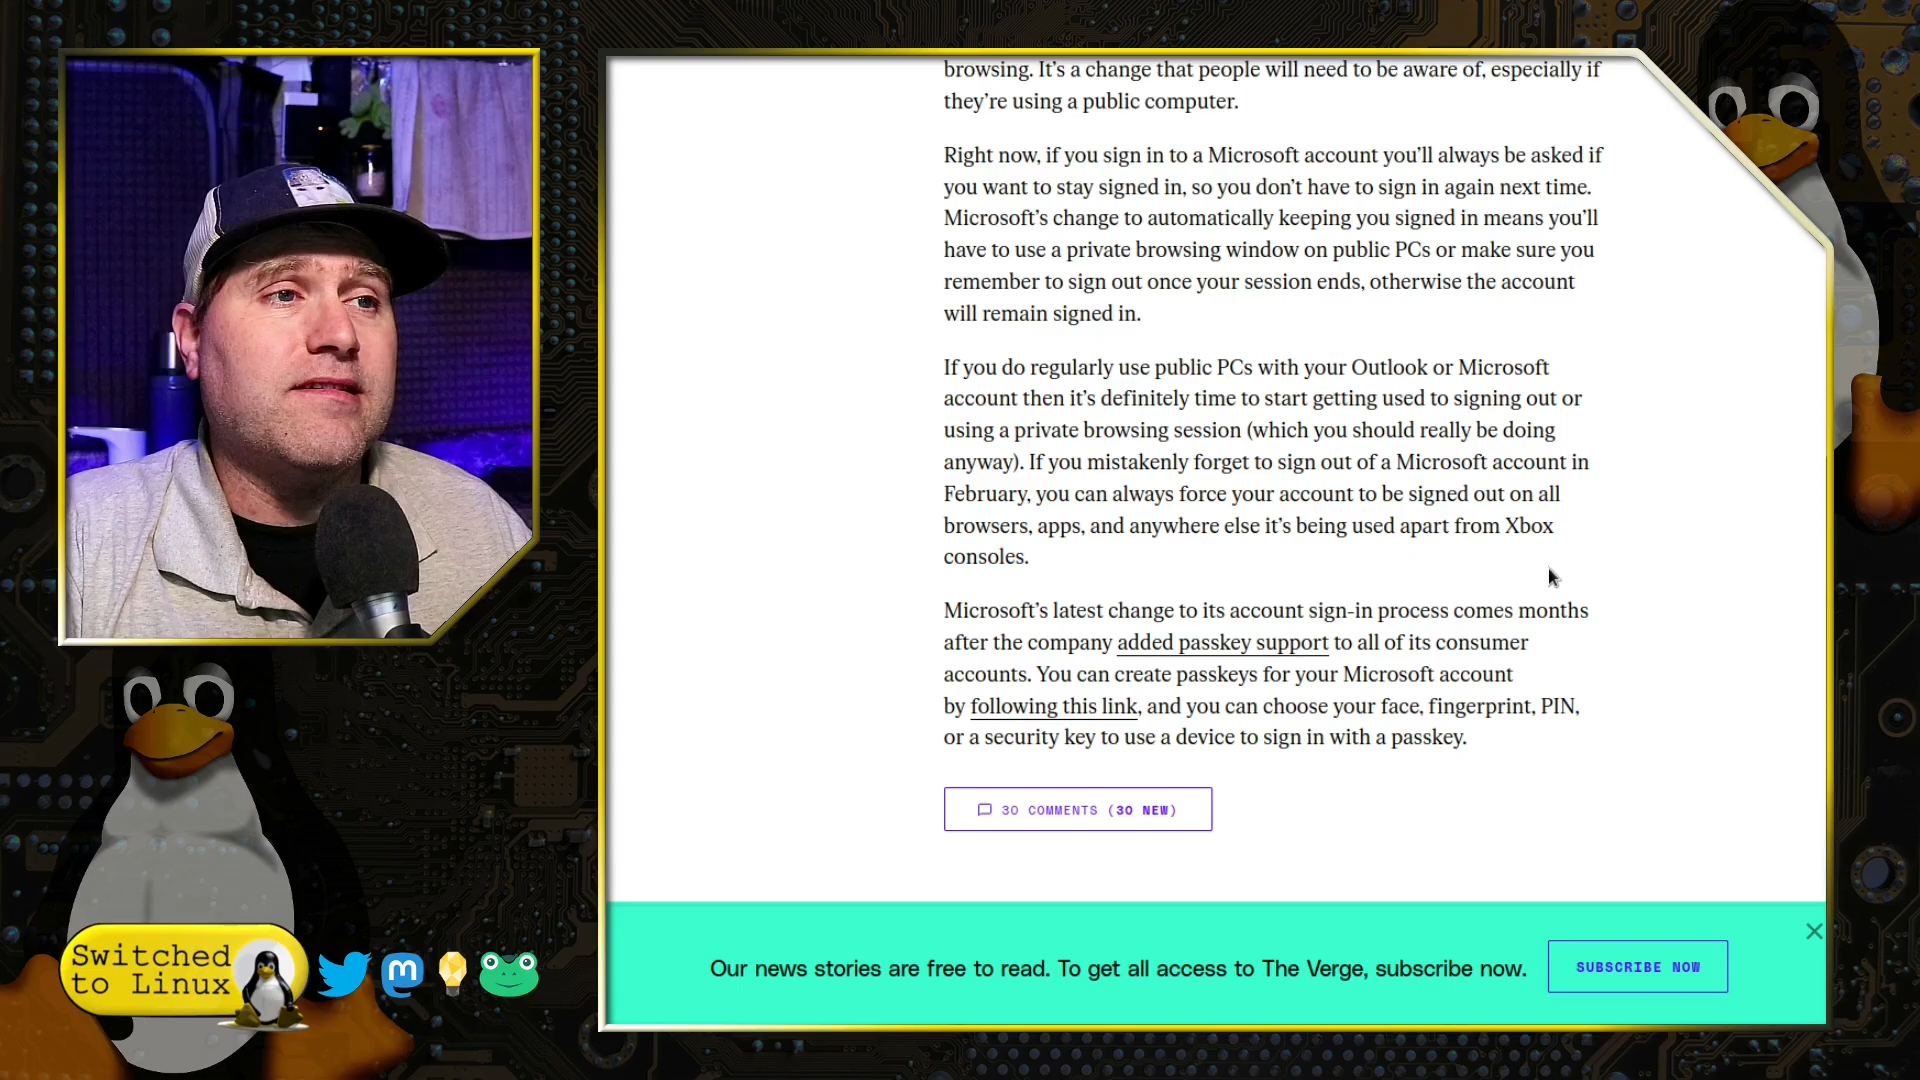 browsing. It’s a change that people will need to be aware of, especially if
they’re using a public computer.
Right now, if you sign in to a Microsoft account you’ll always be asked if
you want to stay signed in, so you don’t have to sign in again next time.
Microsoft’s change to automatically keeping you signed in means you’ll
have to use a private browsing window on public PCs or make sure you
remember to sign out once your session ends, otherwise the account
will remain signed in.
If you do regularly use public PCs with your Outlook or Microsoft
account then it’s definitely time to start getting used to signing out or
using a private browsing session (which you should really be doing
anyway). If you mistakenly forget to sign out of a Microsoft account in
February, you can always force your account to be signed out on all
browsers, apps, and anywhere else it’s being used apart from Xbox
consoles.
Microsoft’s latest change to its account sign-in process comes months
after the company added passkey support to all of its consumer
accounts. You can create passkeys for your Microsoft account
by following this link, and you can choose your face, fingerprint, PIN,
or a security key to use a device to sign in with a passkey.
30 COMMENTS (30 NEW)
Our news stories are free to read. To get all access to The Verge, subscribe now.
SUBSCRIBE NOW
Switched
to Linux
m